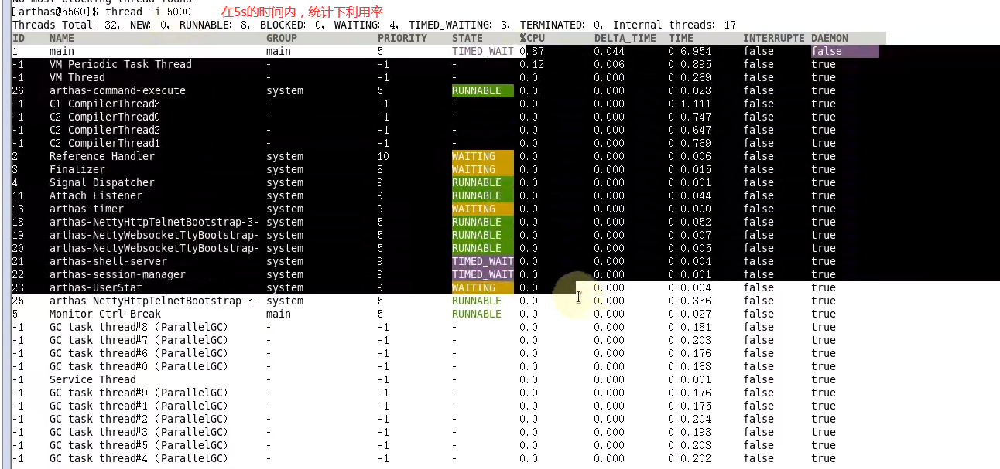 No most blocking thread found.
[arthas@5560]$ thread -i 5000 在5s的时间内，统计下利用率
Threads Total: 32, NEW: 0, RUNNABLE: 8, BLOCKED: 0, WAITING: 4, TIMED_WAITING: 3, TERMINATED: 0, Internal threads: 17
ID NAME GROUP PRIORITY STATE %CPU DELTA_TIME TIME INTERRUPTE DAEMON
1 main main 5 TIMED_WAIT 0.87 0.044 0:6.954 false false
-1 VM Periodic Task Thread - -1 - 0.12 0.006 0:0.895 false true
-1 VM Thread - -1 - 0.0 0.000 0:0.269 false true
26 arthas-command-execute system 5 RUNNABLE 0.0 0.000 0:0.028 false true
-1 C1 CompilerThread3 - -1 - 0.0 0.000 0:1.111 false true
-1 C2 CompilerThread0 - -1 - 0.0 0.000 0:0.747 false true
-1 C2 CompilerThread2 - -1 - 0.0 0.000 0:0.647 false true
-1 C2 CompilerThread1 - -1 - 0.0 0.000 0:0.769 false true
2 Reference Handler system 10 WAITING 0.0 0.000 0:0.006 false true
3 Finalizer system 8 WAITING 0.0 0.000 0:0.015 false true
4 Signal Dispatcher system 9 RUNNABLE 0.0 0.000 0:0.001 false true
11 Attach Listener system 9 RUNNABLE 0.0 0.000 0:0.044 false true
13 arthas-timer system 9 WAITING 0.0 0.000 0:0.000 false true
18 arthas-NettyHttpTelnetBootstrap-3- system 5 RUNNABLE 0.0 0.000 0:0.052 false true
19 arthas-NettyWebsocketTtyBootstrap- system 5 RUNNABLE 0.0 0.000 0:0.007 false true
20 arthas-NettyWebsocketTtyBootstrap- system 5 RUNNABLE 0.0 0.000 0:0.005 false true
21 arthas-shell-server system 9 TIMED_WAIT 0.0 0.000 0:0.004 false true
22 arthas-session-manager system 9 TIMED_WAIT 0.0 0.000 0:0.001 false true
23 arthas-UserStat system 9 WAITING 0.0 0.000 0:0.004 false true
25 arthas-NettyHttpTelnetBootstrap-3- system 5 RUNNABLE 0.0 0.000 0:0.336 false true
5 Monitor Ctrl-Break main 5 RUNNABLE 0.0 0.000 0:0.027 false true
-1 GC task thread#8 (ParallelGC) - -1 - 0.0 0.000 0:0.181 false true
-1 GC task thread#7 (ParallelGC) - -1 - 0.0 0.000 0:0.203 false true
-1 GC task thread#6 (ParallelGC) - -1 - 0.0 0.000 0:0.176 false true
-1 GC task thread#0 (ParallelGC) - -1 - 0.0 0.000 0:0.168 false true
-1 Service Thread - -1 - 0.0 0.000 0:0.001 false true
-1 GC task thread#9 (ParallelGC) - -1 - 0.0 0.000 0:0.176 false true
-1 GC task thread#1 (ParallelGC) - -1 - 0.0 0.000 0:0.175 false true
-1 GC task thread#2 (ParallelGC) - -1 - 0.0 0.000 0:0.204 false true
-1 GC task thread#3 (ParallelGC) - -1 - 0.0 0.000 0:0.193 false true
-1 GC task thread#5 (ParallelGC) - -1 - 0.0 0.000 0:0.203 false true
-1 GC task thread#4 (ParallelGC) - -1 - 0.0 0.000 0:0.202 false true